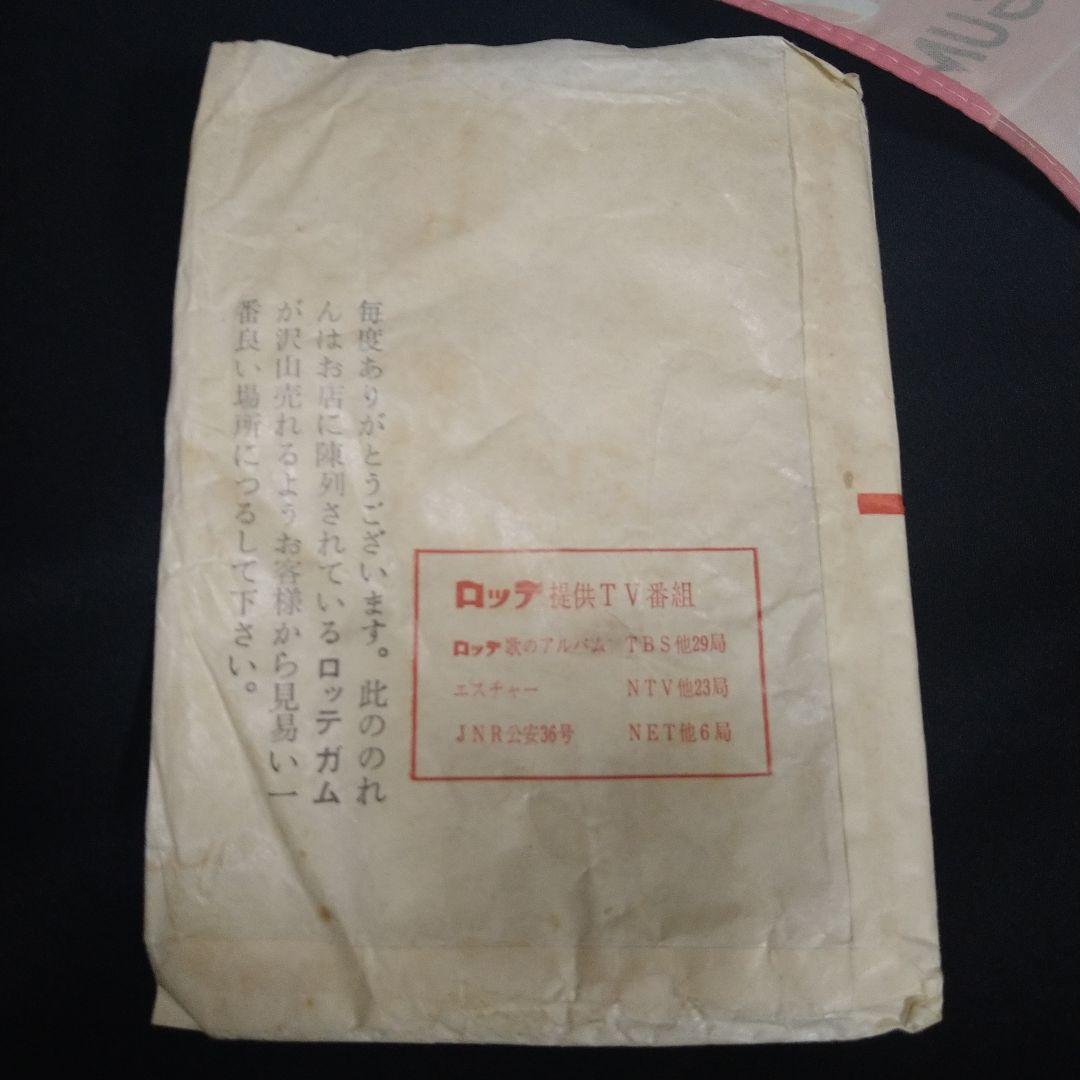 毎度ありがとうございます。此ののれ
んはお店に陳列されているロッテガム
が沢山売れるようお客様から見易い一
番良い場所につるして下さい。
ロッテ提供TV番組
ロッテ歌のアルバム TBS他29局
エスチャー NTV他23局
JNR公安36号 NET他6局